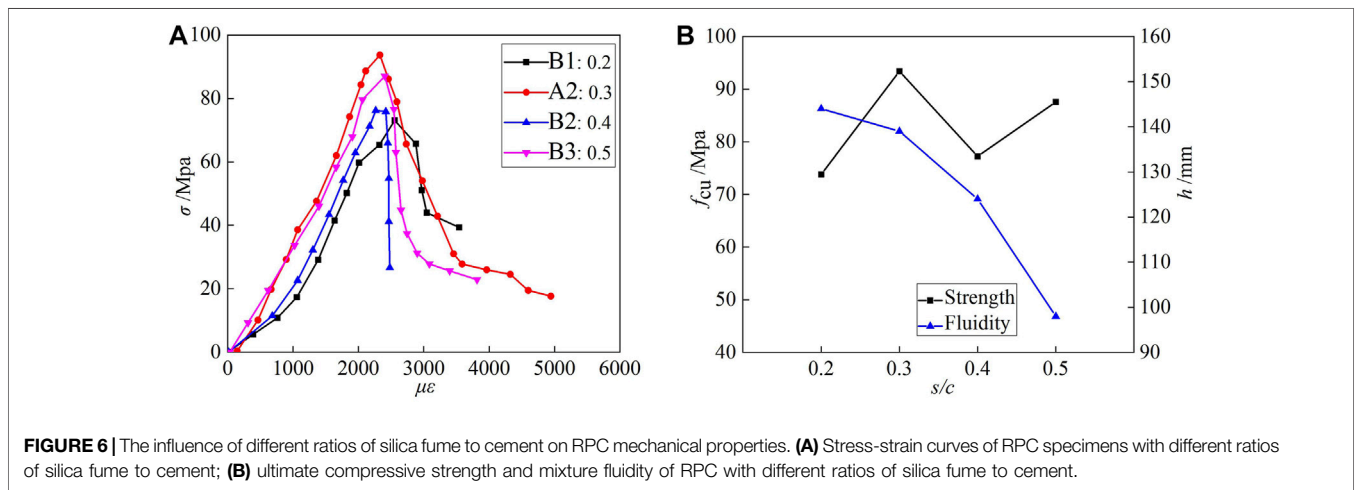 A
B1: 0.2
A2: 0.3
B2: 0.4
B3: 0.5
100
80
60
40
20
0
σ /Mpa
0 1000 2000 3000 4000 5000 6000
με
B
100
90
80
70
60
50
40
fcu /Mpa
Strength
Fluidity
160
150
140
130
120
110
100
90
h /mm
0.2 0.3 0.4 0.5
s/c
FIGURE 6 | The influence of different ratios of silica fume to cement on RPC mechanical properties. (A) Stress-strain curves of RPC specimens with different ratios
of silica fume to cement; (B) ultimate compressive strength and mixture fluidity of RPC with different ratios of silica fume to cement.